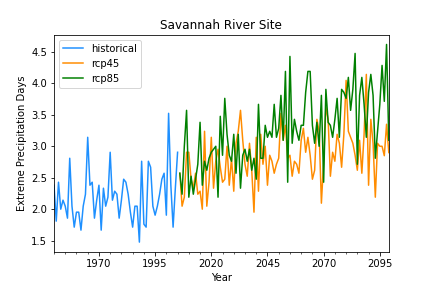 Savannah River Site
historical
rcp45
rcp85
Extreme Precipitation Days
4.5
4.0
3.5
3.0
2.5
2.0
1.5
1970 1995 2020 2045 2070 2095
Year